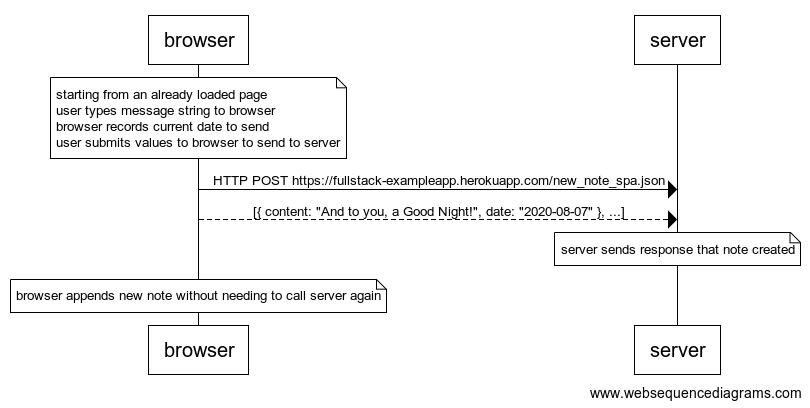 browser
server
starting from an already loaded page
user types message string to browser
browser records current date to send
user submits values to browser to send to server
HTTP POST https://fullstack-exampleapp.herokuapp.com/new_note_spa.json
[{ content: "And to you, a Good Night!", date: "2020-08-07" }, ...]
server sends response that note created
browser appends new note without needing to call server again
browser
server
www.websequencediagrams.com